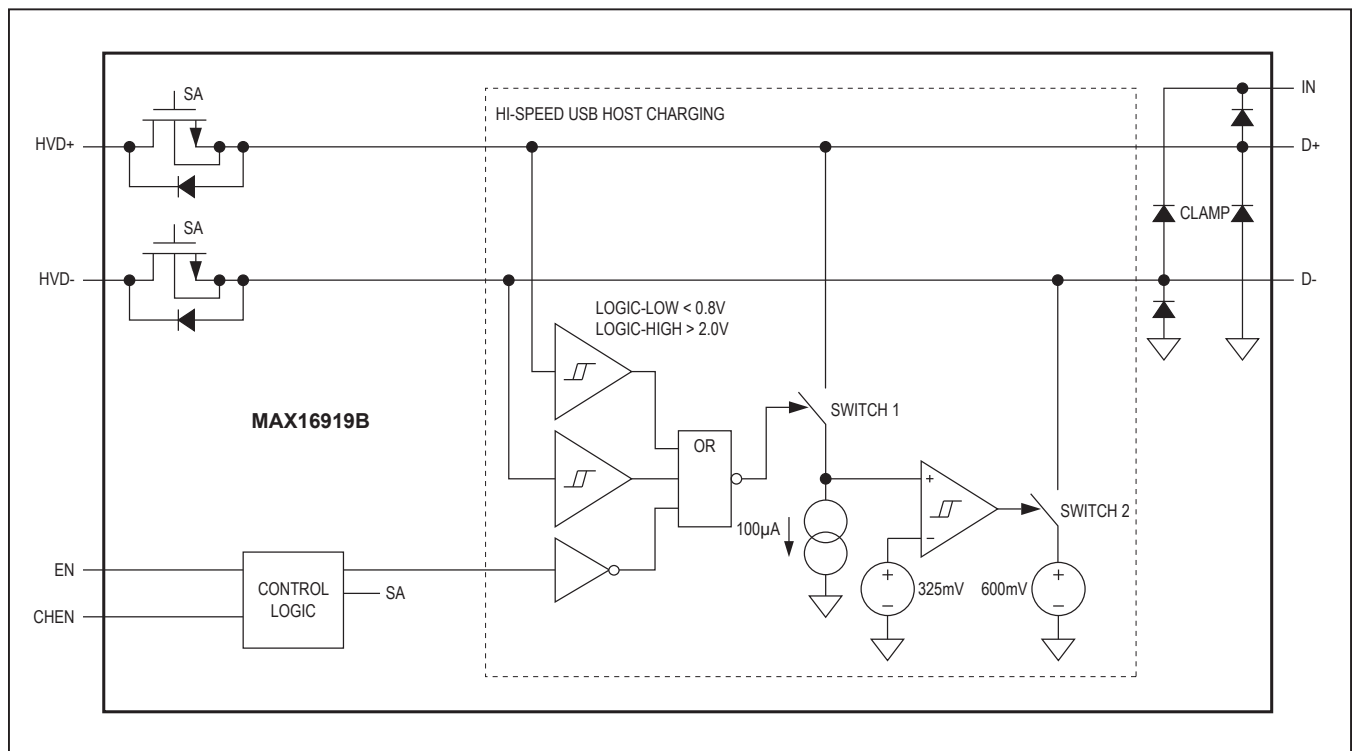 SA
IN
HI-SPEED USB HOST CHARGING
HVD+
D+
SA
CLAMP
HVD-
D-
LOGIC-LOW < 0.8V
LOGIC-HIGH > 2.0V
MAX16919B
SWITCH 1
OR
+
SWITCH 2
100µA
−
EN
CONTROL
LOGIC
SA
+
−
325mV
600mV
+
−
CHEN